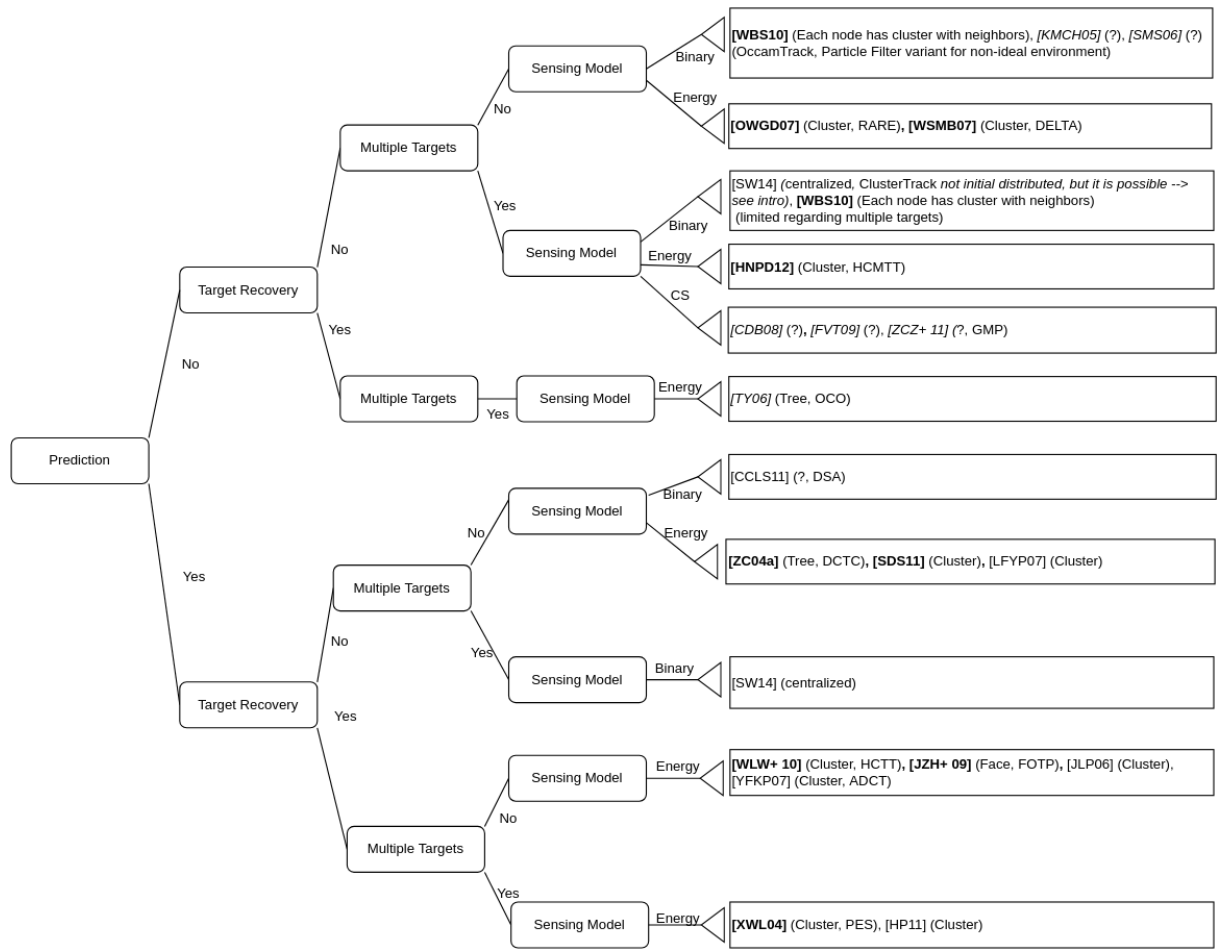 [WBS10] (Each node has cluster with neighbors), [KMCH05] (?), [SMS06] (?)
(OccamTrack, Particle Filter variant for non-ideal environment)
Sensing Model
Binary
Energy
No
[OWGD07] (Cluster, RARE), [WSMB07] (Cluster, DELTA)
Multiple Targets
[SW14] (centralized, ClusterTrack not initial distributed, but it is possible -->
see intro), [WBS10] (Each node has cluster with neighbors)
(limited regarding multiple targets)
Yes
Binary
No
Sensing Model
Energy
[HNPD12] (Cluster, HCMTT)
Target Recovery
CS
Yes
[CDB08] (?), [FVT09] (?), [ZCZ+ 11] (?, GMP)
No
Multiple Targets
Yes
Sensing Model
Energy
[TY06] (Tree, OCO)
Prediction
[CCLS11] (?, DSA)
Binary
Sensing Model
No
Energy
[ZC04a] (Tree, DCTC), [SDS11] (Cluster), [LFYP07] (Cluster)
Yes
Multiple Targets
No
Yes
Binary
Sensing Model
[SW14] (centralized)
Target Recovery
Yes
[WLW+ 10] (Cluster, HCTT), [JZH+ 09] (Face, FOTP), [JLP06] (Cluster),
[YFKP07] (Cluster, ADCT)
Energy
Sensing Model
No
Multiple Targets
Yes
Energy
Sensing Model
[XWL04] (Cluster, PES), [HP11] (Cluster)